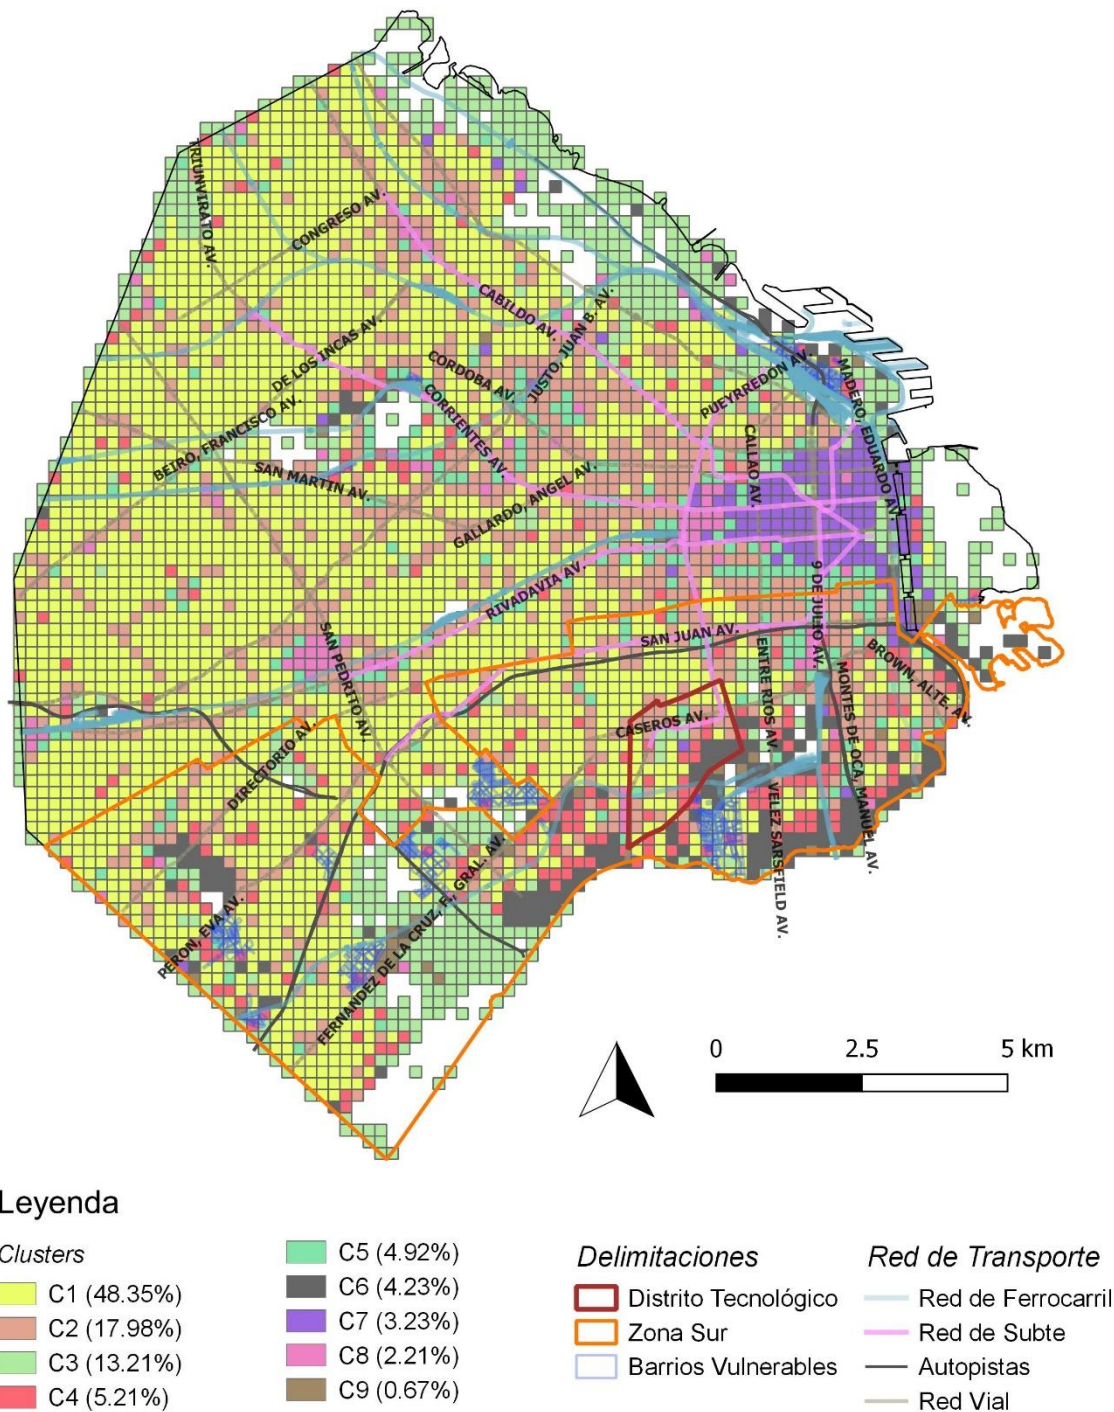 TRIUNVIRATO AV.
CONGRESO AV.
CABILDO AV.
JUSTO, JUAN B. AV.
DE LOS INCAS AV.
CORDOBA AV.
PUEYRREDON AV.
MADERO, EDUARDO AV.
BEIRO, FRANCISCO AV.
CORRIENTES AV.
CALLAO AV.
SAN MARTIN AV.
GALLARDO, ANGEL AV.
RIVADAVIA AV.
9 DE JULIO AV.
SAN PEDRITO AV.
SAN JUAN AV.
ENTRE RIOS AV.
BROWN, ALTE. AV.
MONTES DE OCA, MANUEL AV.
CASEROS AV.
DIRECTORIO AV.
VELEZ SARSFIELD AV.
FERNANDEZ DE LA CRUZ, F, GRAL. AV.
PERON, EVA AV.
0 2.5 5 km
Leyenda
Clusters
C1 (48.35%)
C2 (17.98%)
C3 (13.21%)
C4 (5.21%)
C5 (4.92%)
C6 (4.23%)
C7 (3.23%)
C8 (2.21%)
C9 (0.67%)
Delimitaciones
Distrito Tecnológico
Zona Sur
Barrios Vulnerables
Red de Transporte
Red de Ferrocarril
Red de Subte
Autopistas
Red Vial